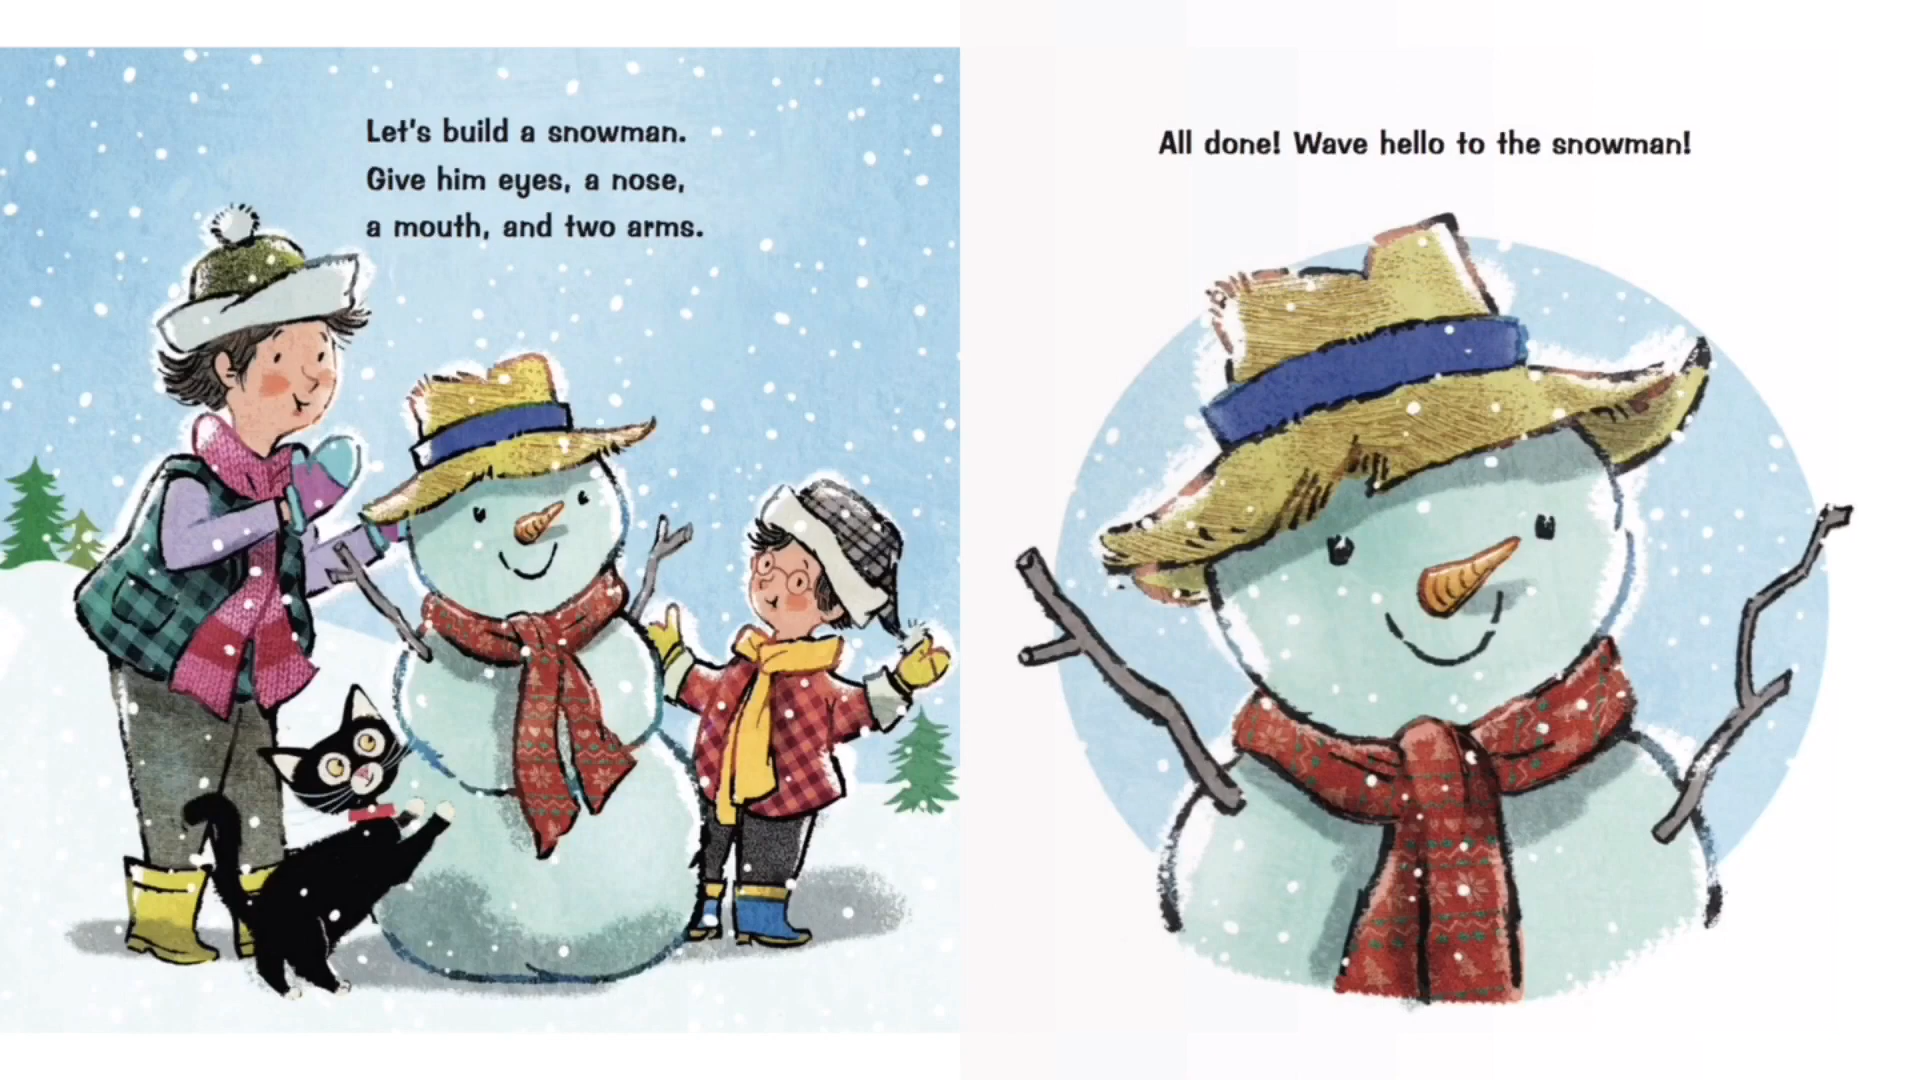 Let's build a snowman.
Give him eyes, a nose,
a mouth, and two arms.
All done! Wave hello to the snowman!